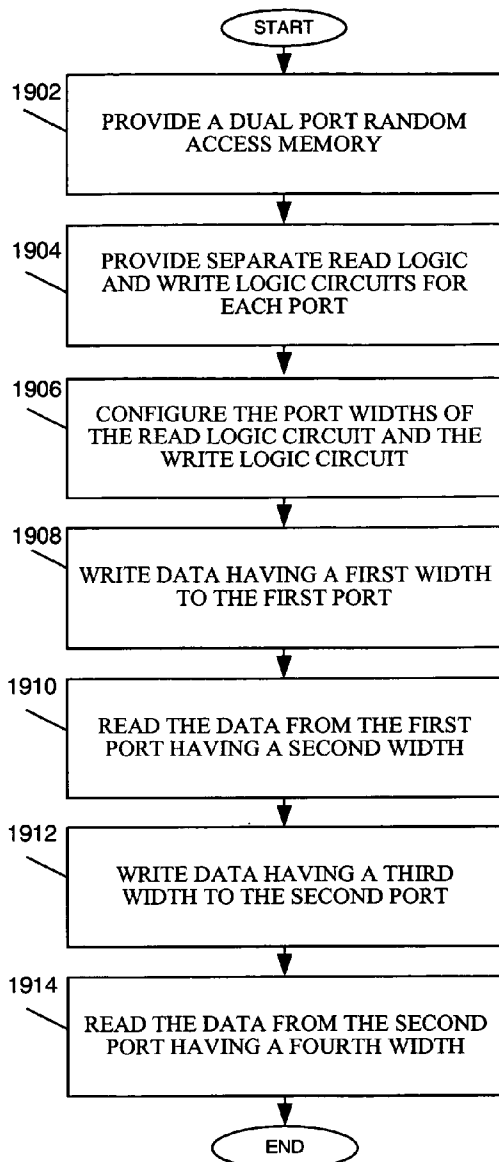 START
1902
PROVIDE A DUAL PORT RANDOM
ACCESS MEMORY
1904
PROVIDE SEPARATE READ LOGIC
AND WRITE LOGIC CIRCUITS FOR
EACH PORT
1906
CONFIGURE THE PORT WIDTHS OF
THE READ LOGIC CIRCUIT AND THE
WRITE LOGIC CIRCUIT
1908
WRITE DATA HAVING A FIRST WIDTH
TO THE FIRST PORT
1910
READ THE DATA FROM THE FIRST
PORT HAVING A SECOND WIDTH
1912
WRITE DATA HAVING A THIRD
WIDTH TO THE SECOND PORT
1914
READ THE DATA FROM THE SECOND
PORT HAVING A FOURTH WIDTH
END